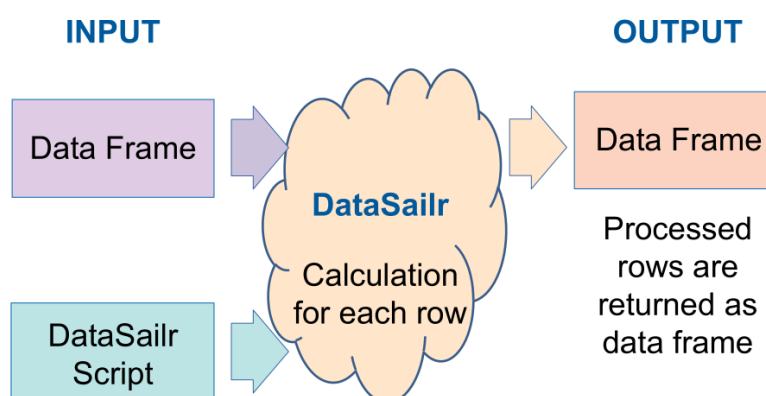 INPUT
OUTPUT
Data Frame
DataSailr
Script
DataSailr
Calculation
for each row
Data Frame
Processed
rows are
returned as
data frame